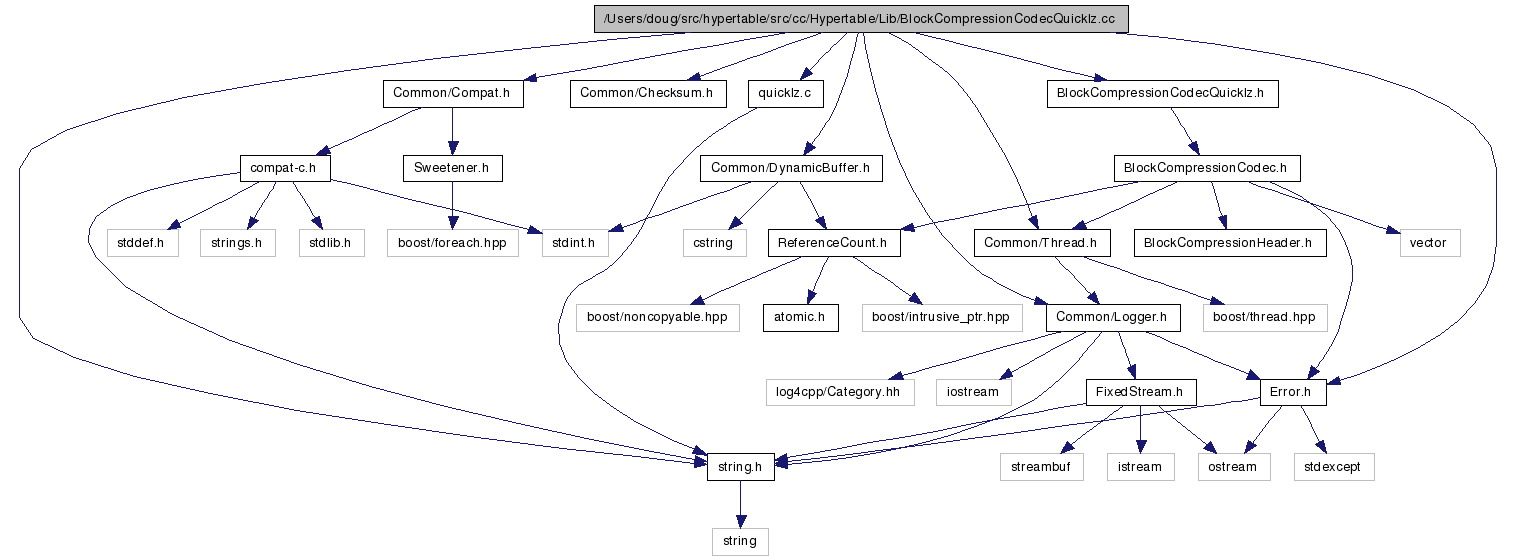 /Users/doug/src/hypertable/src/cc/Hypertable/Lib/BlockCompressionCodecQuicklz.cc
Common/Compat.h
Common/Checksum.h
quicklz.c
BlockCompressionCodecQuicklz.h
compat-c.h
Sweetener.h
Common/DynamicBuffer.h
BlockCompressionCodec.h
stddef.h
strings.h
stdlib.h
boost/foreach.hpp
stdint.h
cstring
ReferenceCount.h
Common/Thread.h
BlockCompressionHeader.h
vector
boost/noncopyable.hpp
atomic.h
boost/intrusive_ptr.hpp
Common/Logger.h
boost/thread.hpp
log4cpp/Category.hh
iostream
FixedStream.h
Error.h
string.h
streambuf
istream
ostream
stdexcept
string